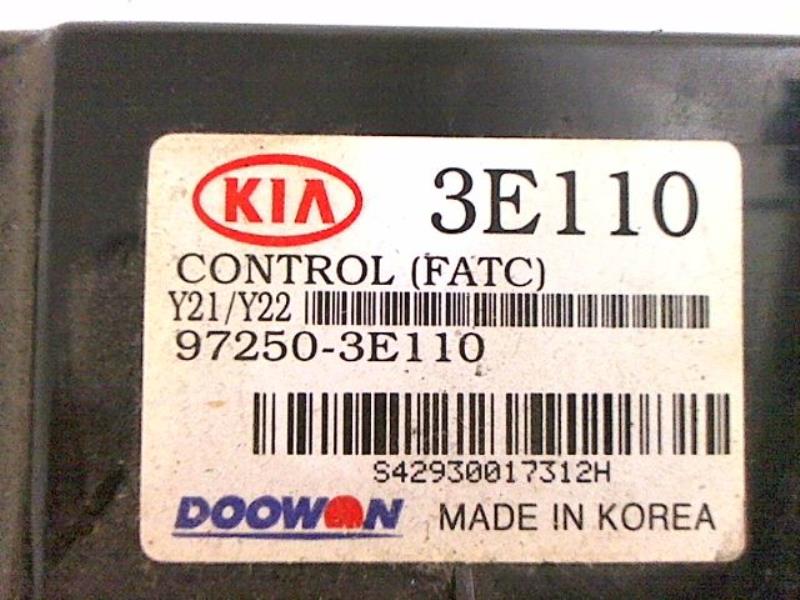 KIA 3E110
CONTROL (FATC)
Y21/Y22
97250-3E110
S42930017312H
DOOWON MADE IN KOREA